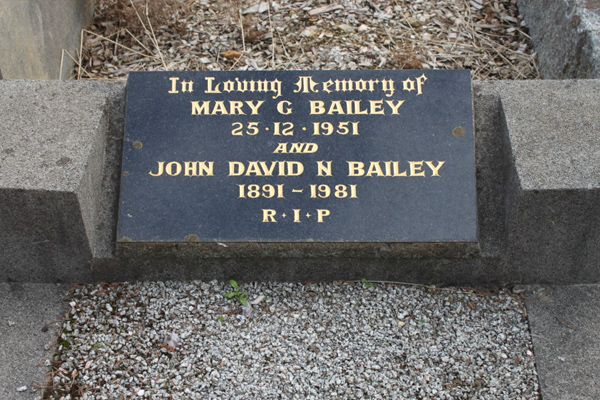 In Loving Memory of
MARY G BAILEY
25·12·1951
AND
JOHN DAVID N BAILEY
1891 – 1981
R·I·P